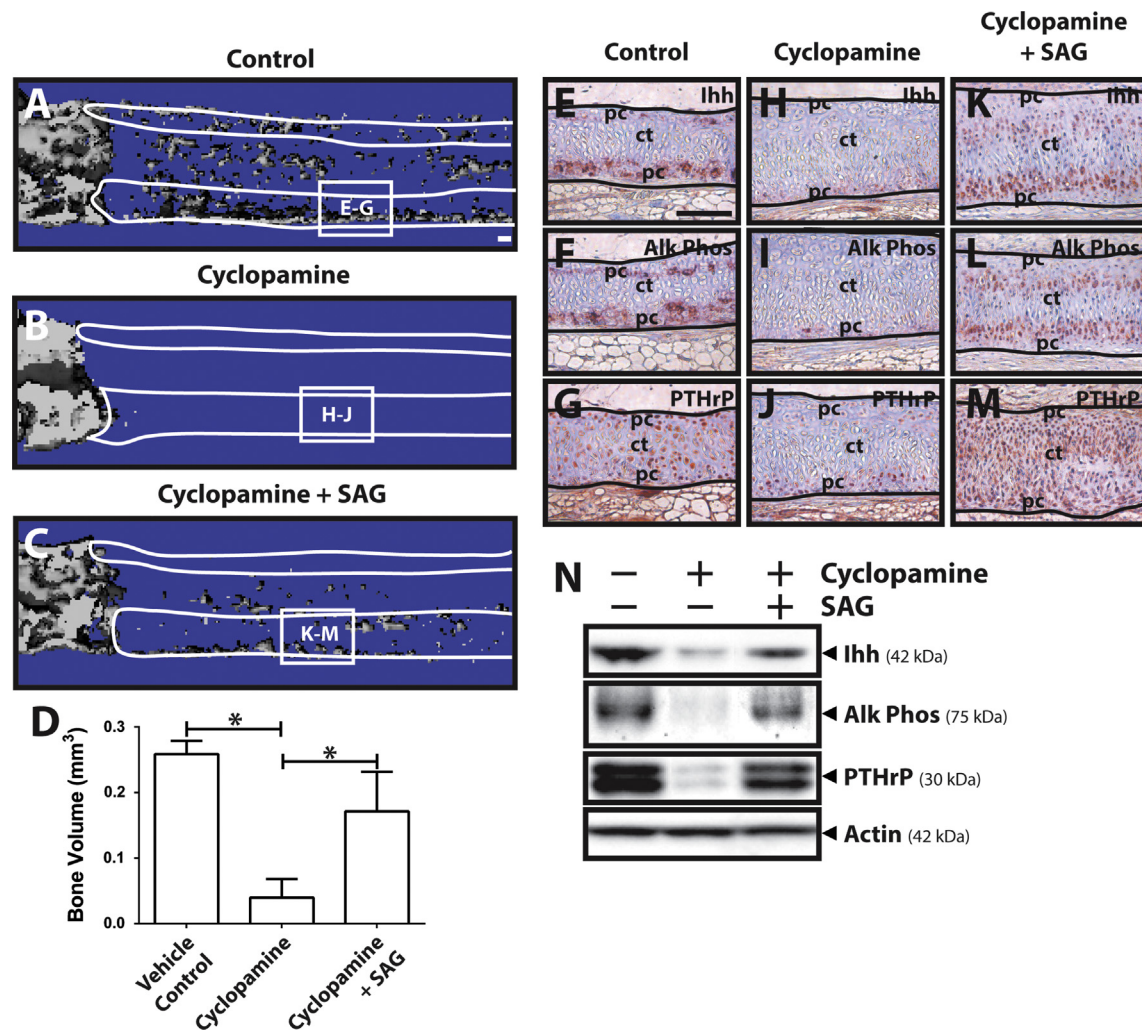 Control
A
E-G
Cyclopamine
B
H-J
Cyclopamine + SAG
C
K-M
D
Bone Volume (mm³)
0.3
0.2
0.1
0.0
*
*
Vehicle
Control
Cyclopamine
Cyclopamine
+ SAG
Control
Cyclopamine
Cyclopamine
+ SAG
E
Ihh
pc
ct
pc
H
Ihh
pc
ct
pc
K
Ihh
pc
ct
pc
F
Alk Phos
pc
ct
pc
I
Alk Phos
ct
pc
L
Alk Phos
pc
ct
pc
G
PTHrP
pc
ct
pc
J
PTHrP
pc
ct
pc
M
PTHrP
pc
ct
pc
N
− + + Cyclopamine
− − + SAG
◄ Ihh (42 kDa)
◄ Alk Phos (75 kDa)
◄ PTHrP (30 kDa)
◄ Actin (42 kDa)